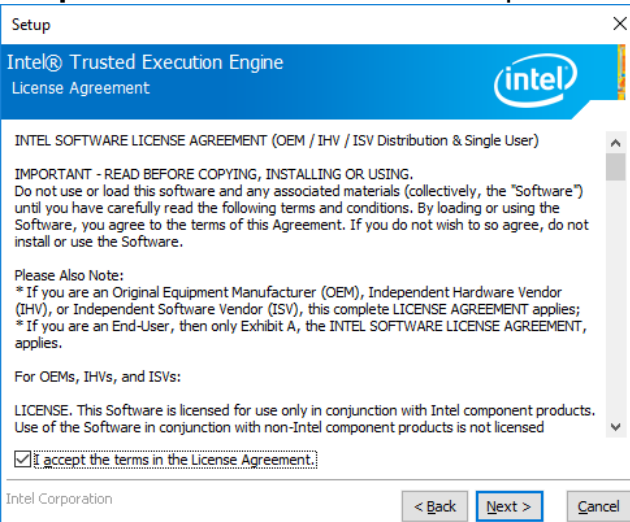 Setup
Intel® Trusted Execution Engine
License Agreement
intel
INTEL SOFTWARE LICENSE AGREEMENT (OEM / IHV / ISV Distribution & Single User)
IMPORTANT - READ BEFORE COPYING, INSTALLING OR USING.
Do not use or load this software and any associated materials (collectively, the "Software")
until you have carefully read the following terms and conditions. By loading or using the
Software, you agree to the terms of this Agreement. If you do not wish to so agree, do not
install or use the Software.
Please Also Note:
* If you are an Original Equipment Manufacturer (OEM), Independent Hardware Vendor
(IHV), or Independent Software Vendor (ISV), this complete LICENSE AGREEMENT applies;
* If you are an End-User, then only Exhibit A, the INTEL SOFTWARE LICENSE AGREEMENT,
applies.
For OEMs, IHVs, and ISVs:
LICENSE. This Software is licensed for use only in conjunction with Intel component products.
Use of the Software in conjunction with non-Intel component products is not licensed
I accept the terms in the License Agreement.
Intel Corporation
< Back
Next >
Cancel